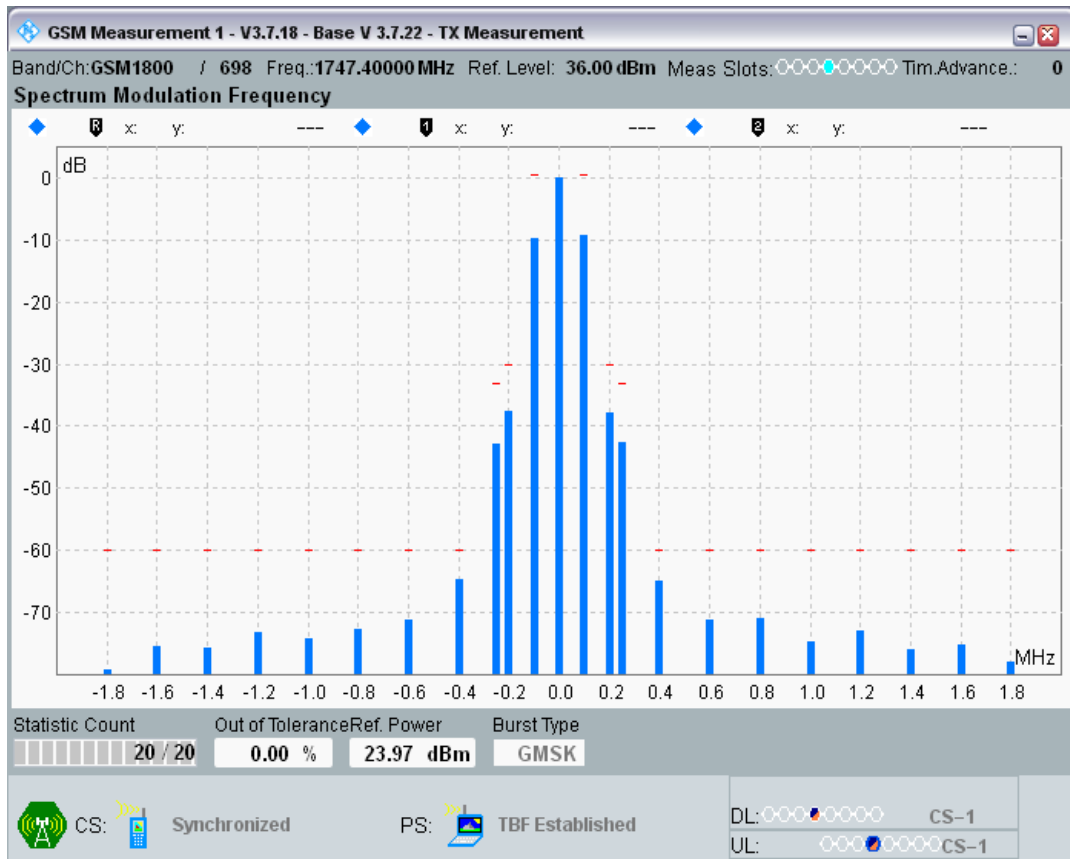 GSM Measurement 1 - V3.7.18 - Base V 3.7.22 - TX Measurement
Band/Ch:GSM1800 / 698 Freq.:1747.40000 MHz Ref. Level: 36.00 dBm Meas Slots: Tim.Advance.: 0
Spectrum Modulation Frequency
R x: y: --- 1 x: y: --- 2 x: y: ---
dB
0
-10
-20
-30
-40
-50
-60
-70
MHz
-1.8 -1.6 -1.4 -1.2 -1.0 -0.8 -0.6 -0.4 -0.2 0.0 0.2 0.4 0.6 0.8 1.0 1.2 1.4 1.6 1.8
Statistic Count Out of Tolerance Ref. Power Burst Type
20 / 20 0.00 % 23.97 dBm GMSK
CS: Synchronized PS: TBF Established DL: CS-1
UL: CS-1